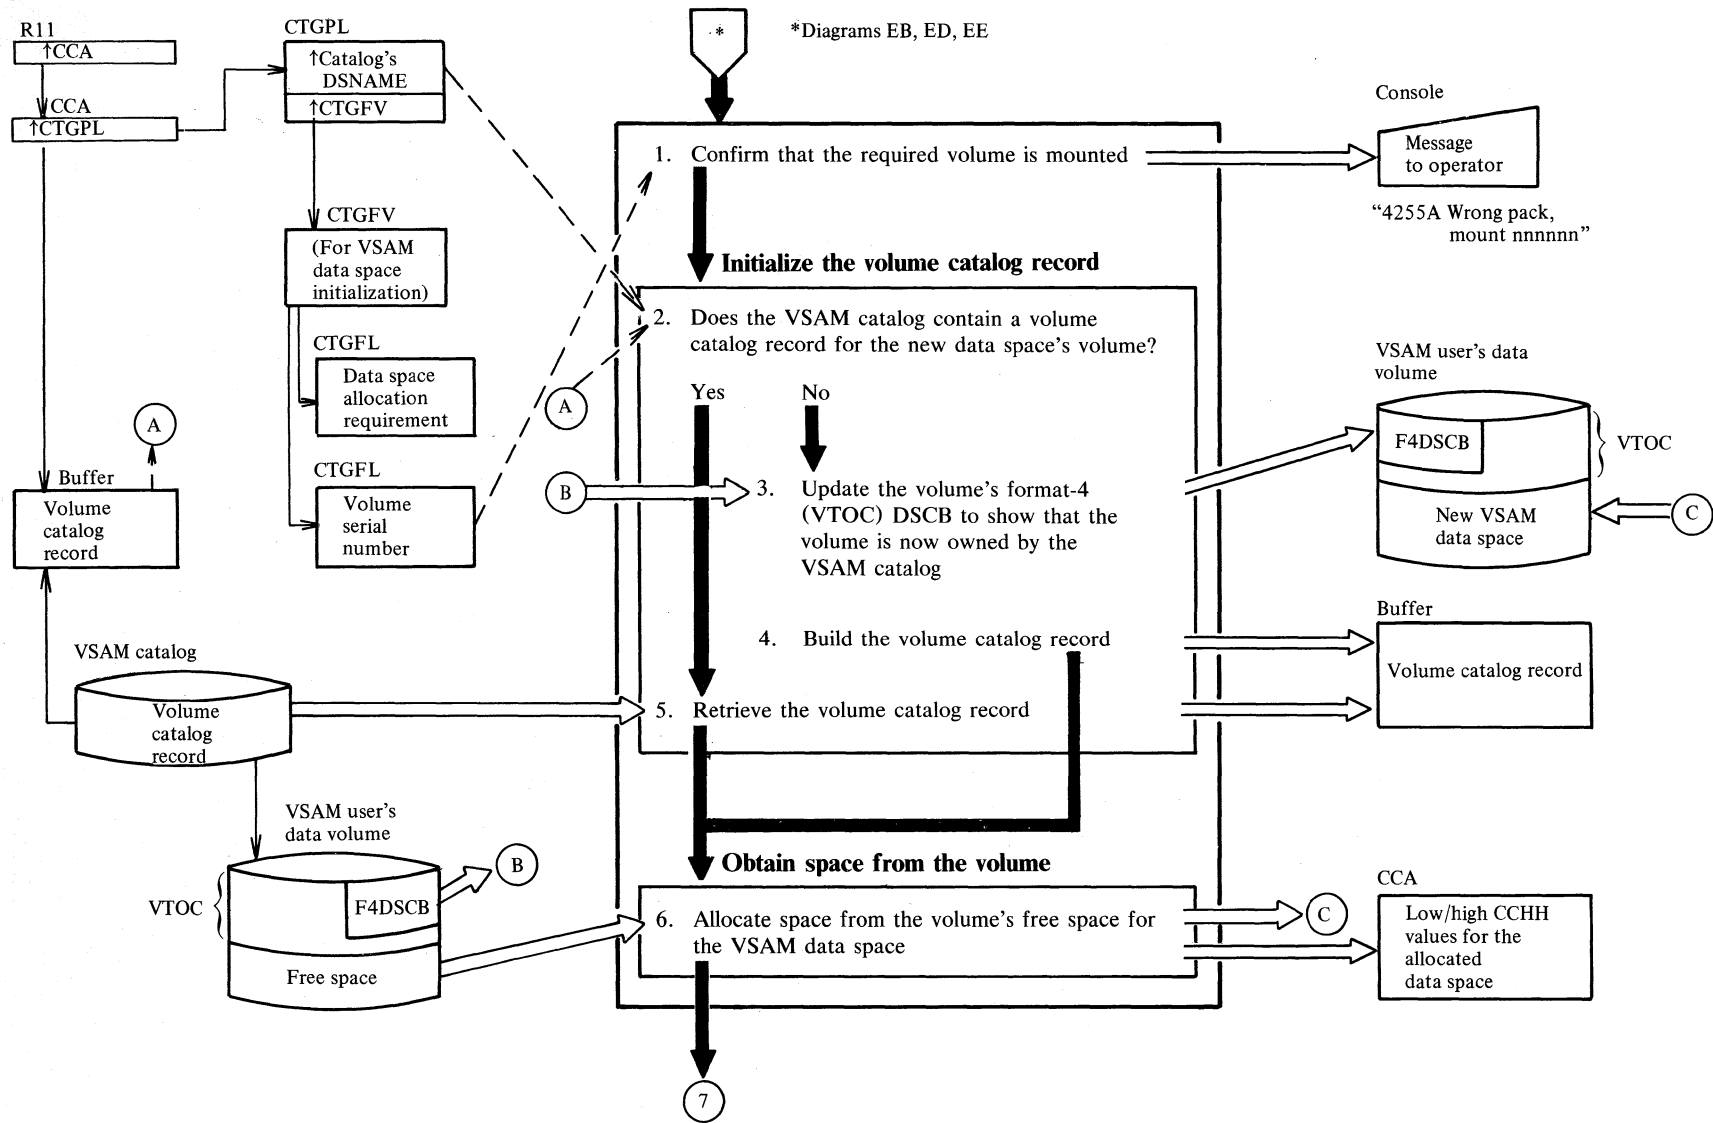 R11
↑CCA
CCA
↑CTGPL
CTGPL
↑Catalog's
DSNAME
↑CTGFV
CTGFV
(For VSAM
data space
initialization)
CTGFL
Data space
allocation
requirement
CTGFL
Volume
serial
number
A
Buffer
Volume
catalog
record
VSAM catalog
Volume
catalog
record
VSAM user's
data volume
VTOC
F4DSCB
Free space
B
*
*Diagrams EB, ED, EE
1. Confirm that the required volume is mounted
Initialize the volume catalog record
2. Does the VSAM catalog contain a volume
catalog record for the new data space's volume?
A
Yes
No
B
3. Update the volume's format-4
(VTOC) DSCB to show that the
volume is now owned by the
VSAM catalog
4. Build the volume catalog record
5. Retrieve the volume catalog record
Obtain space from the volume
6. Allocate space from the volume's free space for
the VSAM data space
7
Console
Message
to operator
“4255A Wrong pack,
mount nnnnnn”
VSAM user's data
volume
F4DSCB
VTOC
New VSAM
data space
C
Buffer
Volume catalog record
C
CCA
Low/high CCHH
values for the
allocated
data space